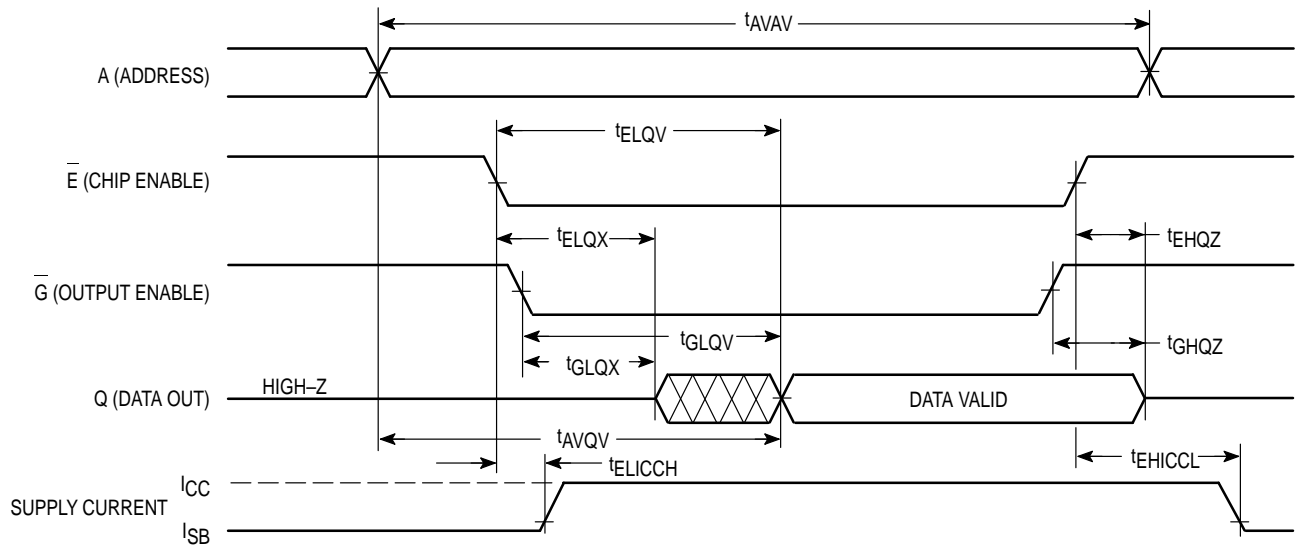 tAVAV
A (ADDRESS)
tELQV
E (CHIP ENABLE)
tELQX
tEHQZ
G (OUTPUT ENABLE)
tGLQV
tGHQZ
tGLQX
HIGH–Z
Q (DATA OUT)
DATA VALID
tAVQV
tELICCH
tEHICCL
ICC
SUPPLY CURRENT
ISB